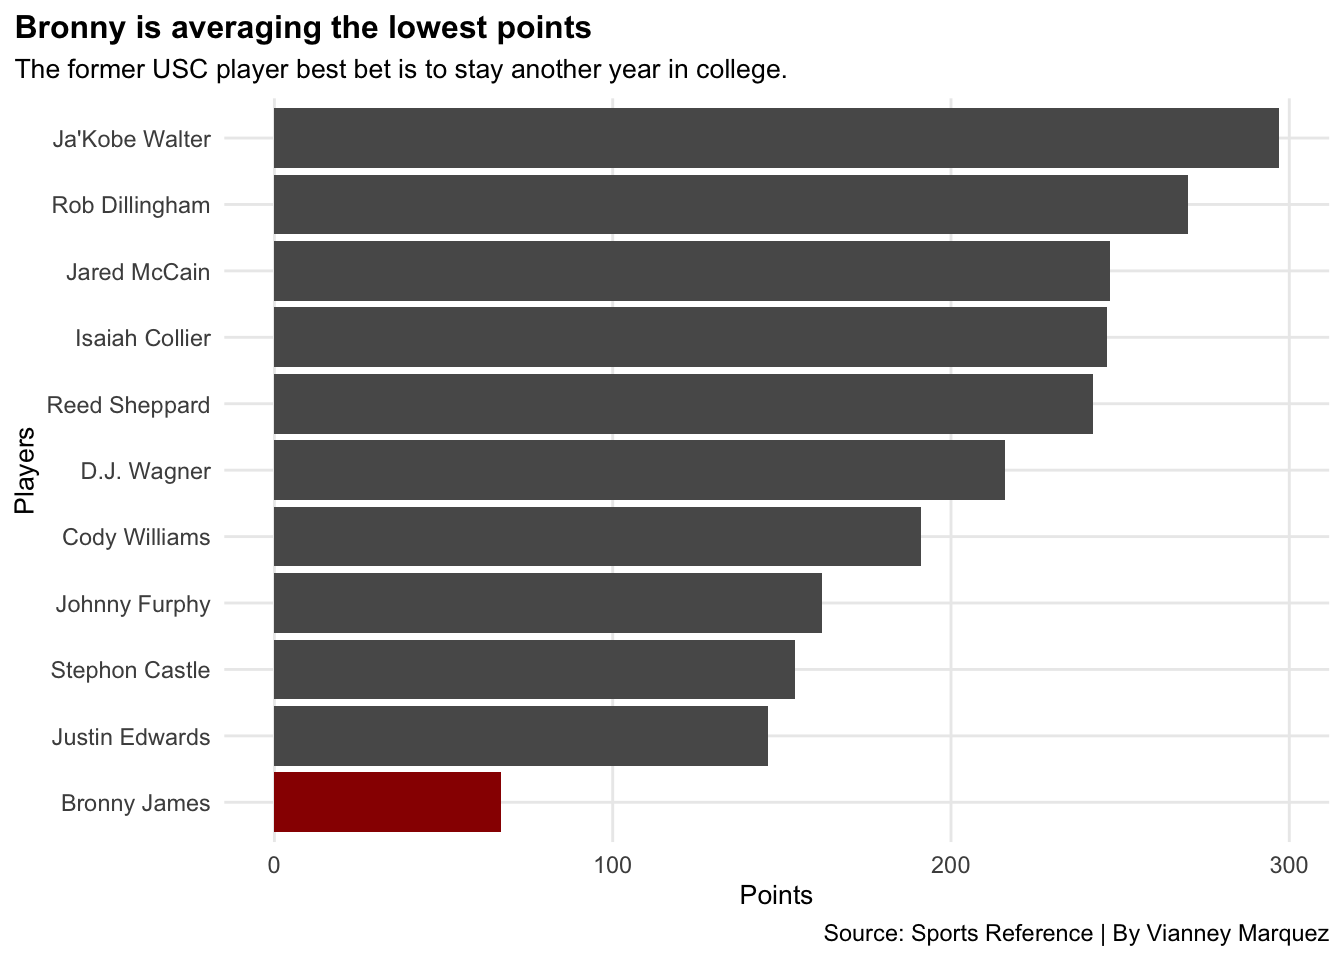 Bronny is averaging the lowest points
The former USC player best bet is to stay another year in college.
Ja'Kobe Walter
Rob Dillingham
Jared McCain
Isaiah Collier
Reed Sheppard
D.J. Wagner
Cody Williams
Johnny Furphy
Stephon Castle
Justin Edwards
Bronny James
Players
0 100 200 300
Points
Source: Sports Reference | By Vianney Marquez